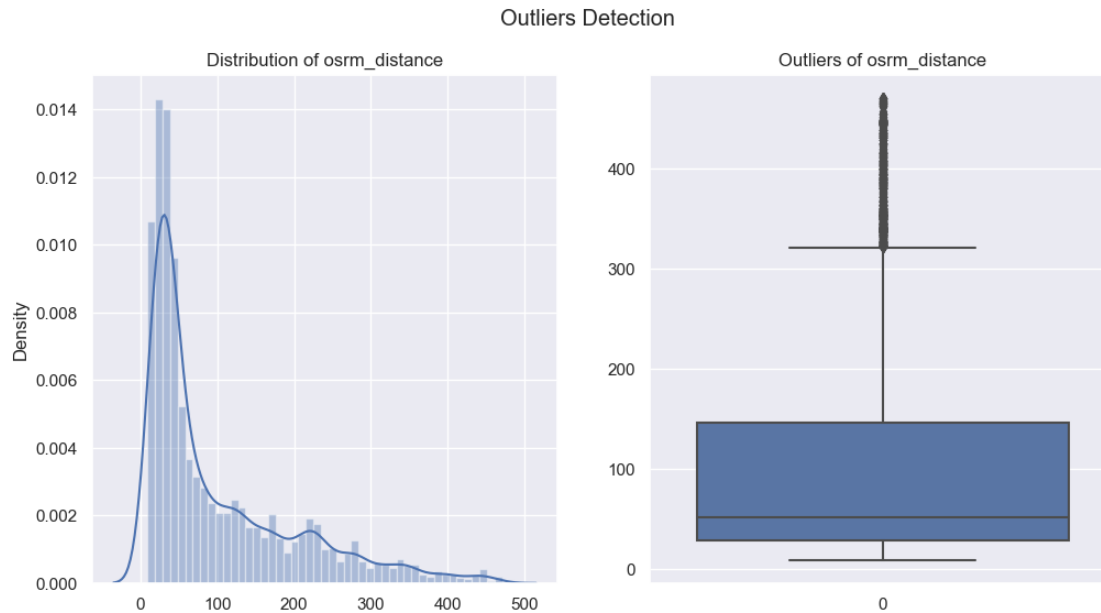 Outliers Detection
Distribution of osrm_distance
Outliers of osrm_distance
Density
0.014
0.012
0.010
0.008
0.006
0.004
0.002
0.000
0 100 200 300 400 500
400
300
200
100
0
0